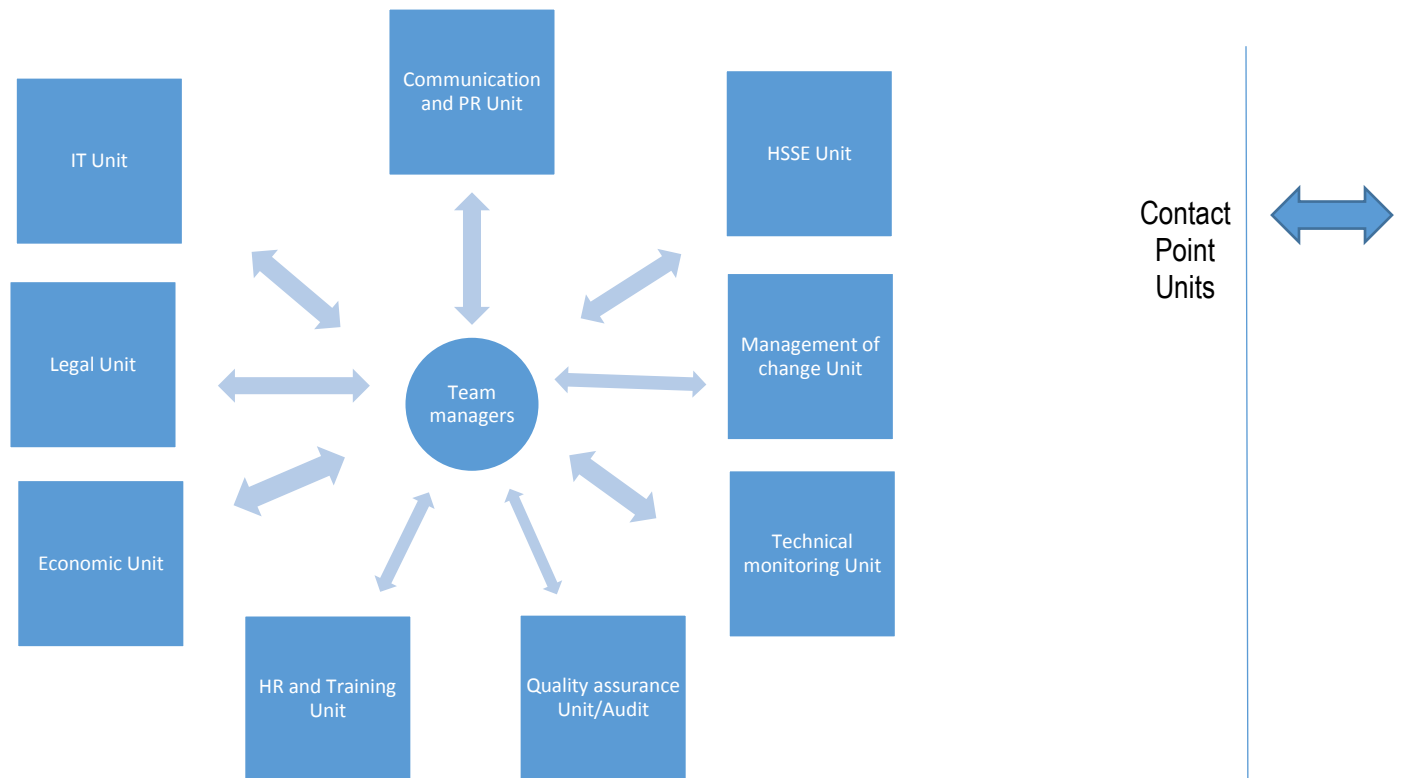 Communication
and PR Unit
IT Unit
HSSE Unit
Contact
Point
Units
Legal Unit
Management of
change Unit
Team
managers
Economic Unit
Technical
monitoring Unit
HR and Training
Unit
Quality assurance
Unit/Audit